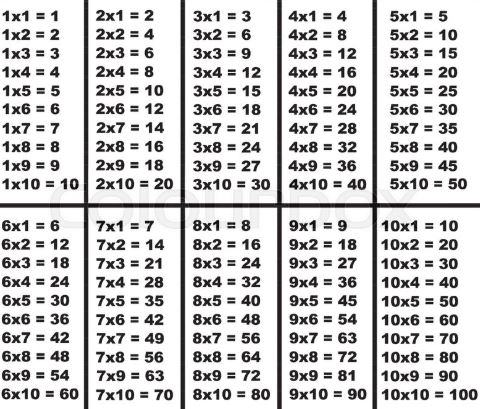 1x1 = 1
1x2 = 2
1x3 = 3
1x4 = 4
1x5 = 5
1x6 = 6
1x7 = 7
1x8 = 8
1x9 = 9
1x10 = 10
2x1 = 2
2x2 = 4
2x3 = 6
2x4 = 8
2x5 = 10
2x6 = 12
2x7 = 14
2x8 = 16
2x9 = 18
2x10 = 20
3x1 = 3
3x2 = 6
3x3 = 9
3x4 = 12
3x5 = 15
3x6 = 18
3x7 = 21
3x8 = 24
3x9 = 27
3x10 = 30
4x1 = 4
4x2 = 8
4x3 = 12
4x4 = 16
4x5 = 20
4x6 = 24
4x7 = 28
4x8 = 32
4x9 = 36
4x10 = 40
5x1 = 5
5x2 = 10
5x3 = 15
5x4 = 20
5x5 = 25
5x6 = 30
5x7 = 35
5x8 = 40
5x9 = 45
5x10 = 50
6x1 = 6
6x2 = 12
6x3 = 18
6x4 = 24
6x5 = 30
6x6 = 36
6x7 = 42
6x8 = 48
6x9 = 54
6x10 = 60
7x1 = 7
7x2 = 14
7x3 = 21
7x4 = 28
7x5 = 35
7x6 = 42
7x7 = 49
7x8 = 56
7x9 = 63
7x10 = 70
8x1 = 8
8x2 = 16
8x3 = 24
8x4 = 32
8x5 = 40
8x6 = 48
8x7 = 56
8x8 = 64
8x9 = 72
8x10 = 80
9x1 = 9
9x2 = 18
9x3 = 27
9x4 = 36
9x5 = 45
9x6 = 54
9x7 = 63
9x8 = 72
9x9 = 81
9x10 = 90
10x1 = 10
10x2 = 20
10x3 = 30
10x4 = 40
10x5 = 50
10x6 = 60
10x7 = 70
10x8 = 80
10x9 = 90
10x10 = 100
Colourbox